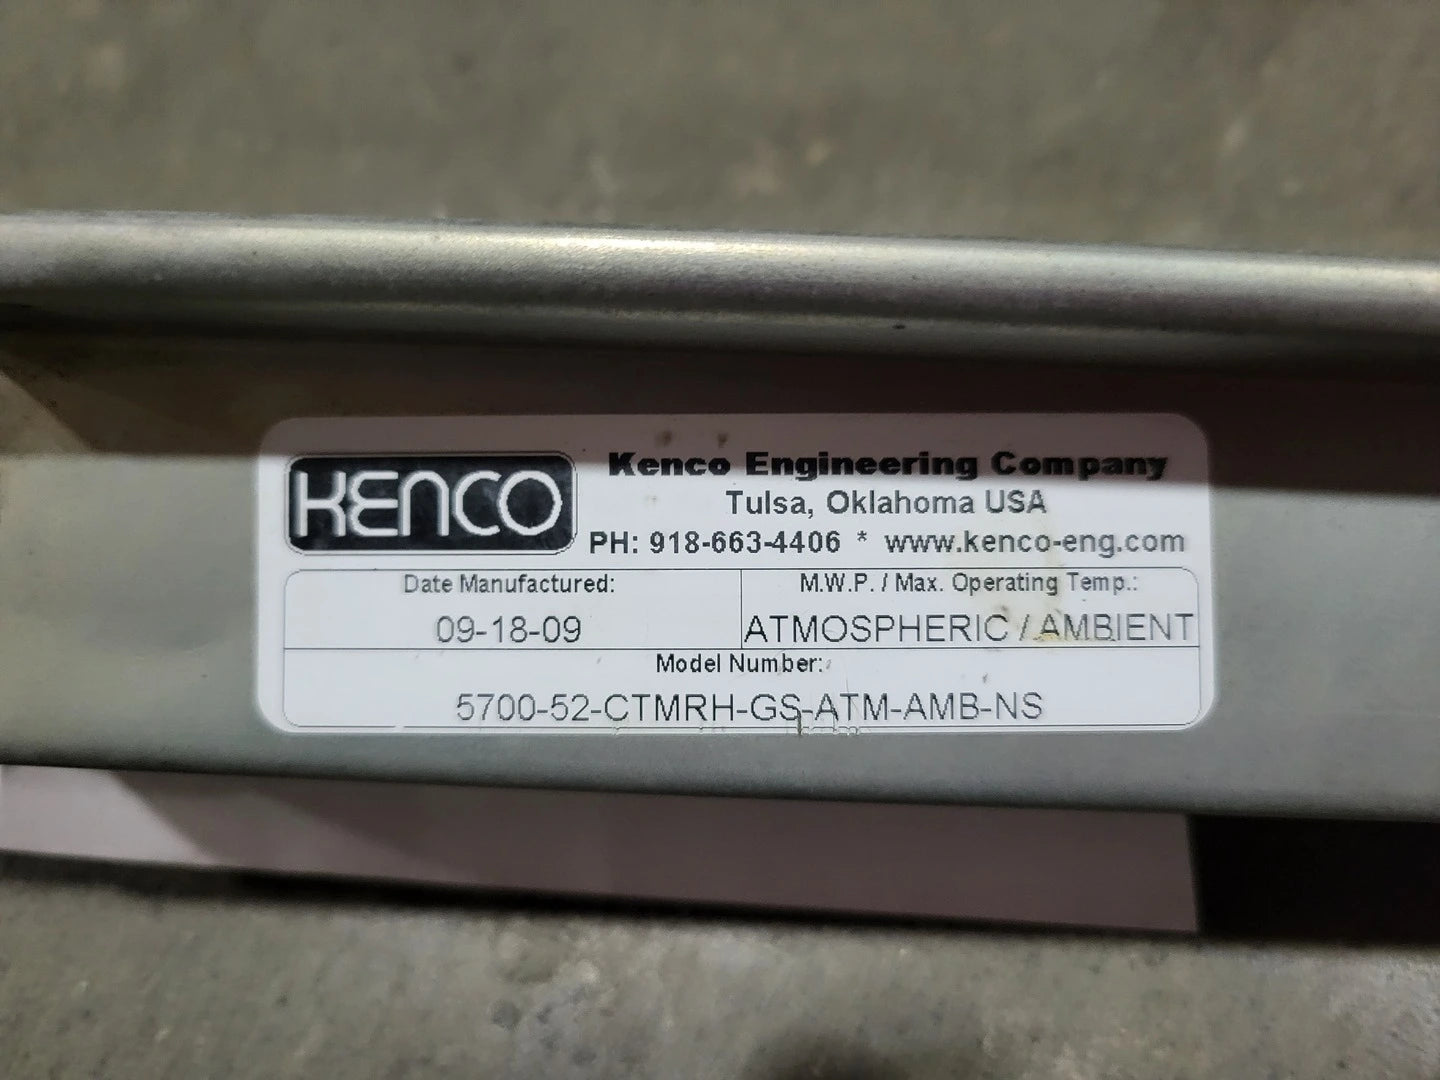 KENCO
Kenco Engineering Company
Tulsa, Oklahoma USA
PH: 918-663-4406 * www.kenco-eng.com
Date Manufactured:
09-18-09
M.W.P. / Max. Operating Temp.:
ATMOSPHERIC / AMBIENT
Model Number:
5700-52-CTMRH-GS-ATM-AMB-NS